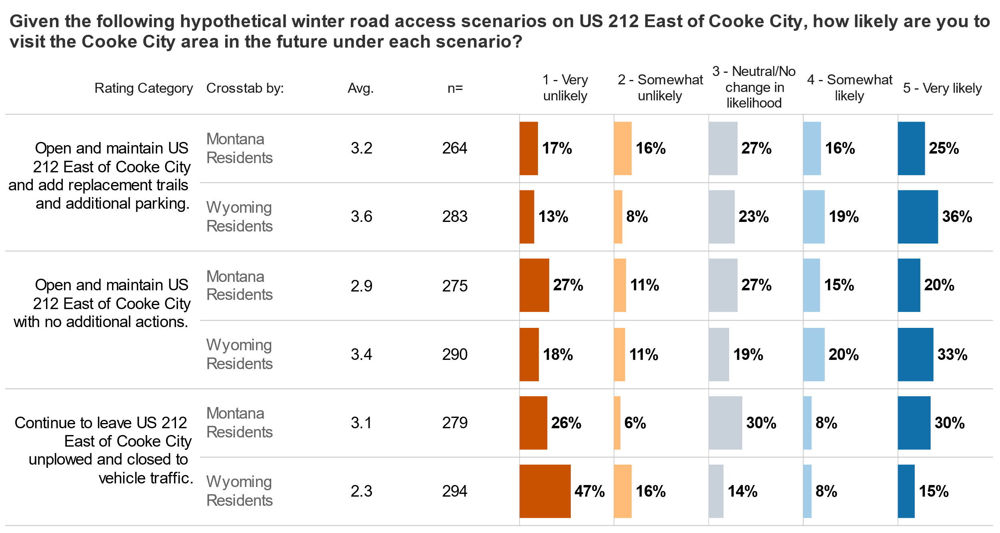 Given the following hypothetical winter road access scenarios on US 212 East of Cooke City, how likely are you to
visit the Cooke City area in the future under each scenario?
Rating Category
Crosstab by:
Avg.
n=
1 - Very
unlikely
2 - Somewhat
unlikely
3 - Neutral/No
change in
likelihood
4 - Somewhat
likely
5 - Very likely
Open and maintain US
212 East of Cooke City
and add replacement trails
and additional parking.
Montana
Residents
3.2
264
17%
16%
27%
16%
25%
Wyoming
Residents
3.6
283
13%
8%
23%
19%
36%
Open and maintain US
212 East of Cooke City
with no additional actions.
Montana
Residents
2.9
275
27%
11%
27%
15%
20%
Wyoming
Residents
3.4
290
18%
11%
19%
20%
33%
Continue to leave US 212
East of Cooke City
unplowed and closed to
vehicle traffic.
Montana
Residents
3.1
279
26%
6%
30%
8%
30%
Wyoming
Residents
2.3
294
47%
16%
14%
8%
15%